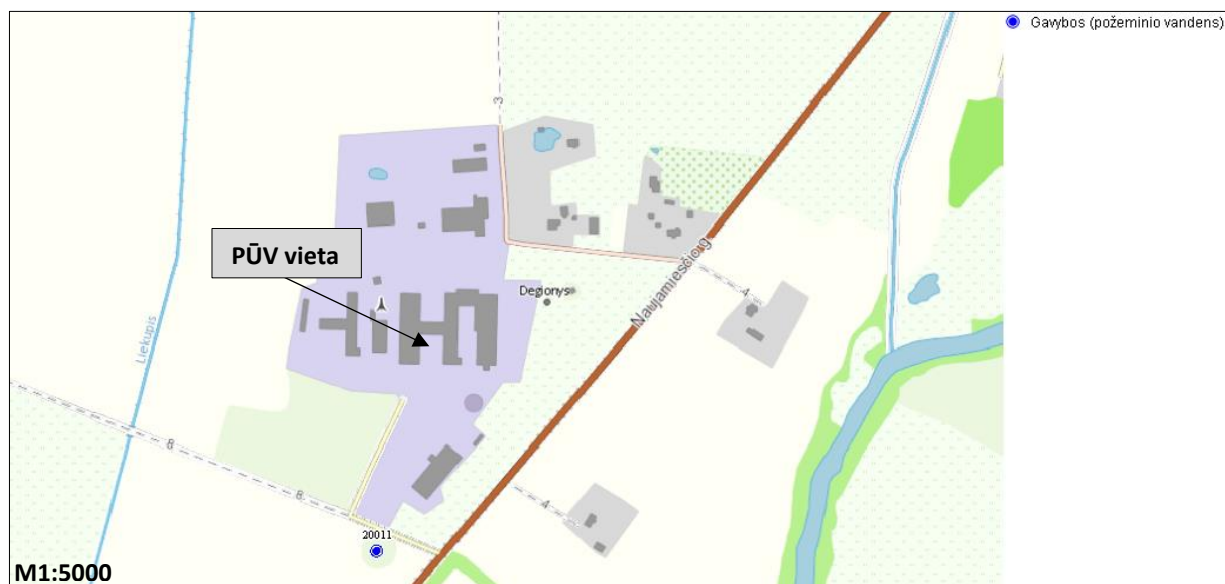 Gavybos (požeminio vandens)
3
PŪV vieta
Degionys
Naujamiesčio g.
4
Liekupis
8
8
4
20011
M1:5000